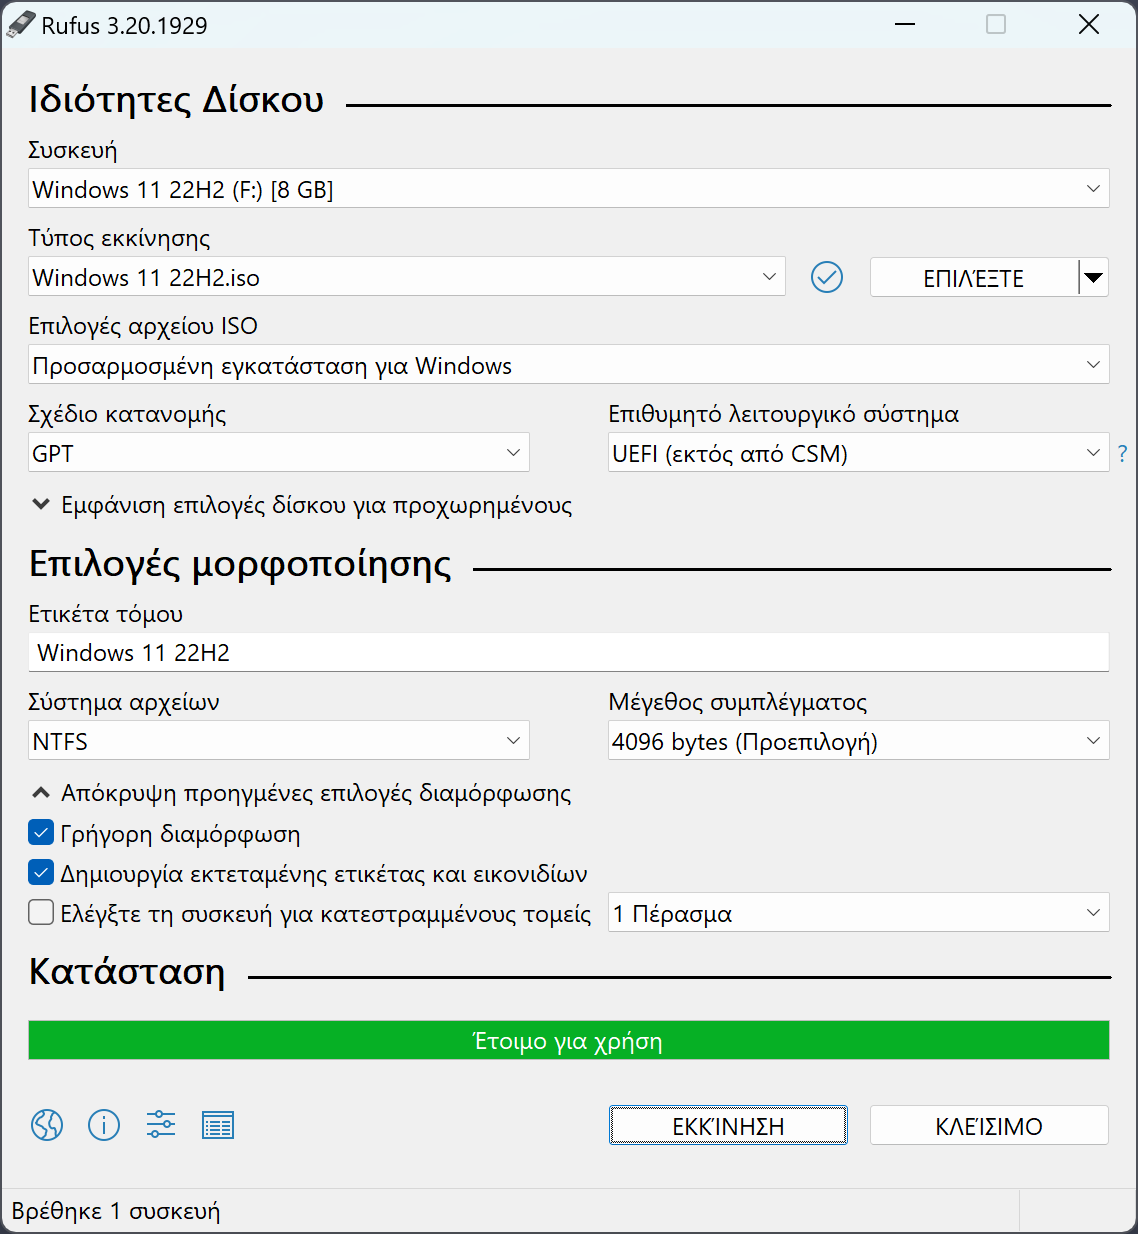 Rufus 3.20.1929
Ιδιότητες Δίσκου
Συσκευή
Windows 11 22H2 (F:) [8 GB]
Τύπος εκκίνησης
Windows 11 22H2.iso
ΕΠΙΛΈΞΤΕ
Επιλογές αρχείου ISO
Προσαρμοσμένη εγκατάσταση για Windows
Σχέδιο κατανομής
Επιθυμητό λειτουργικό σύστημα
GPT
UEFI (εκτός από CSM)
?
Εμφάνιση επιλογές δίσκου για προχωρημένους
Επιλογές μορφοποίησης
Ετικέτα τόμου
Windows 11 22H2
Σύστημα αρχείων
Μέγεθος συμπλέγματος
NTFS
4096 bytes (Προεπιλογή)
Απόκρυψη προηγμένες επιλογές διαμόρφωσης
Γρήγορη διαμόρφωση
Δημιουργία εκτεταμένης ετικέτας και εικονιδίων
Ελέγξτε τη συσκευή για κατεστραμμένους τομείς
1 Πέρασμα
Κατάσταση
Έτοιμο για χρήση
ΕΚΚΊΝΗΣΗ
ΚΛΕΊΣΙΜΟ
Βρέθηκε 1 συσκευή